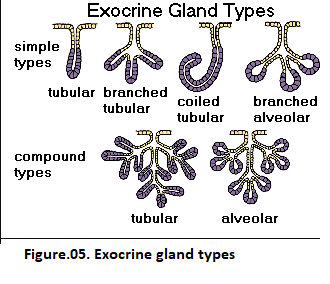 Exocrine Gland Types
simple
types
tubular
branched
tubular
coiled
tubular
branched
alveolar
compound
types
tubular
alveolar
Figure.05. Exocrine gland types